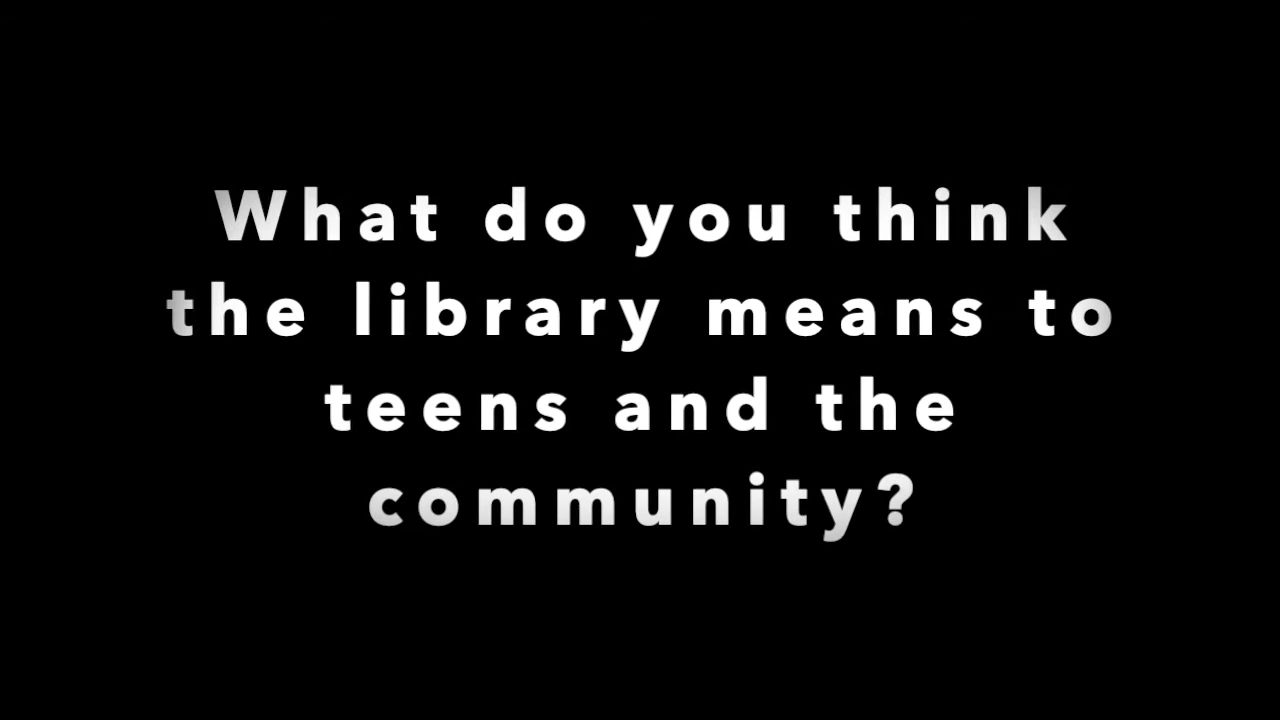 What do you think
the library means to
teens and the
community?